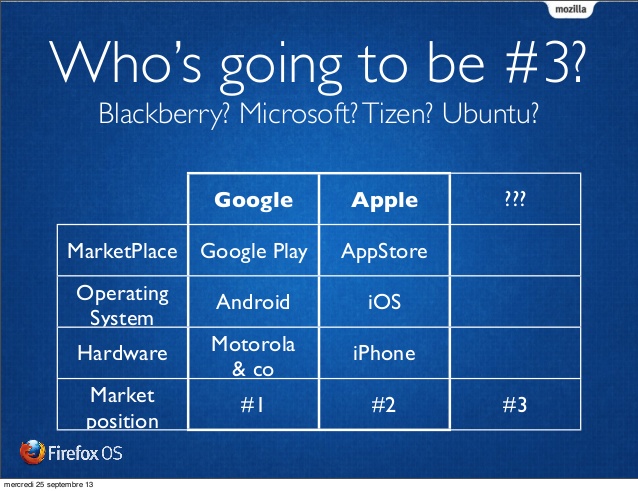 mozilla
Who's going to be #3?
Blackberry? Microsoft? Tizen? Ubuntu?
Google Apple ???
MarketPlace Google Play AppStore
Operating System Android iOS
Hardware Motorola & co iPhone
Market position #1 #2 #3
Firefox OS
mercredi 25 septembre 13